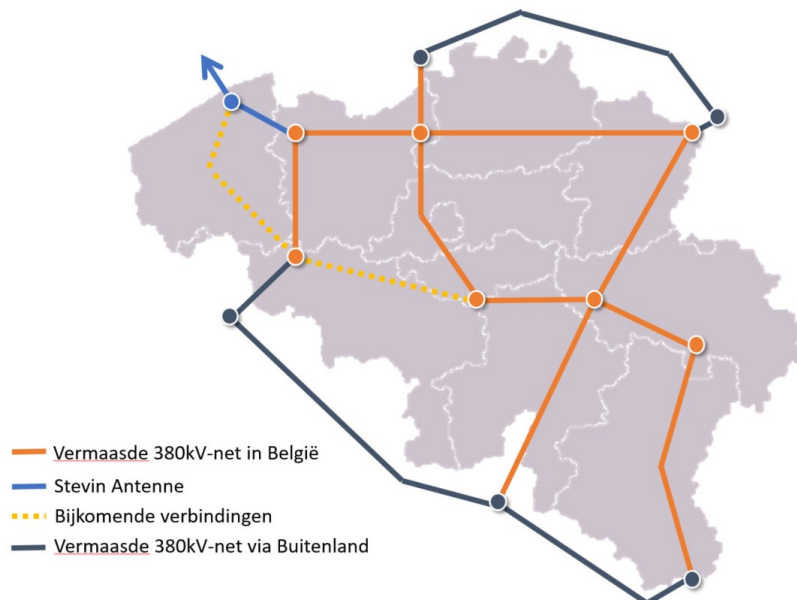 Vermaasde 380kV-net in België
Stevin Antenne
Bijkomende verbindingen
Vermaasde 380kV-net via Buitenland